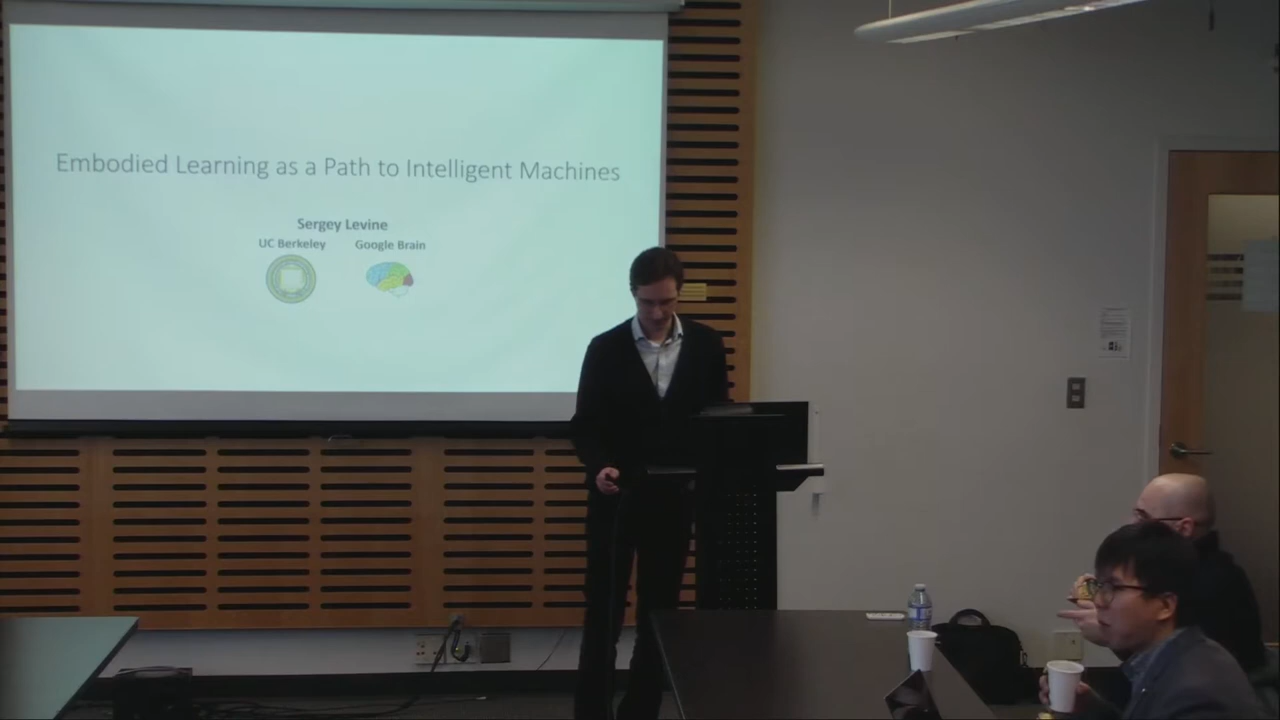 Embodied Learning as a Path to Intelligent Machines
Sergey Levine
UC Berkeley Google Brain